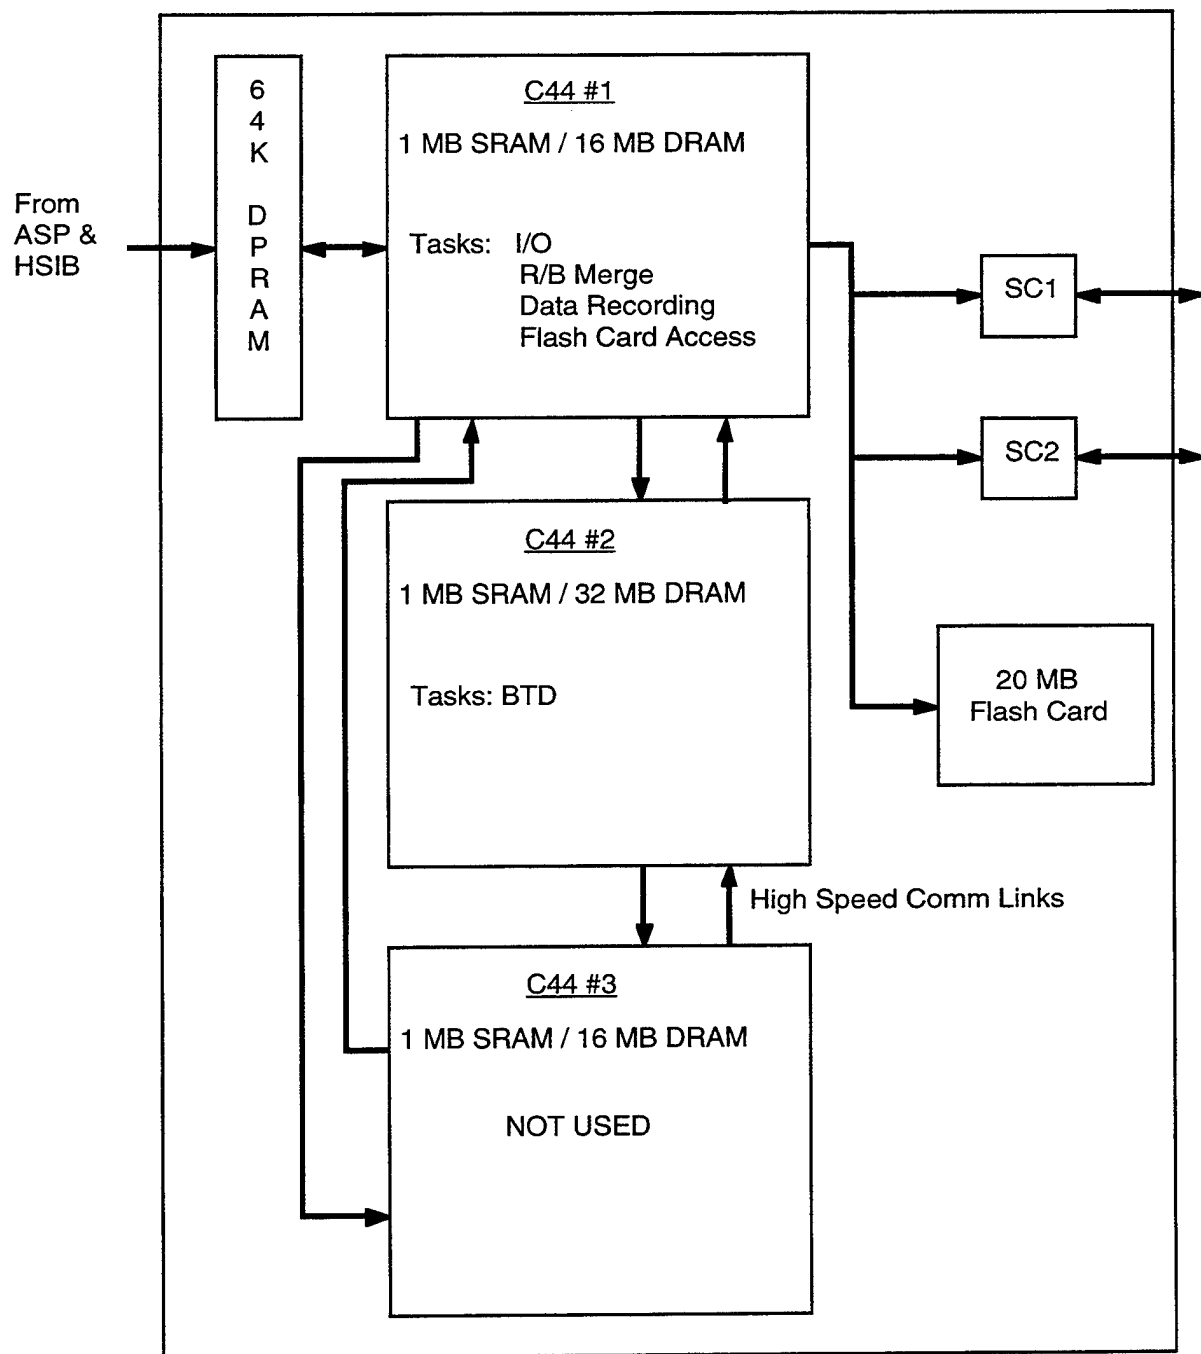 From
ASP &
HSIB
64K DPRAM
C44 #1
1 MB SRAM / 16 MB DRAM
Tasks: I/O
R/B Merge
Data Recording
Flash Card Access
SC1
SC2
20 MB
Flash Card
C44 #2
1 MB SRAM / 32 MB DRAM
Tasks: BTD
High Speed Comm Links
C44 #3
1 MB SRAM / 16 MB DRAM
NOT USED